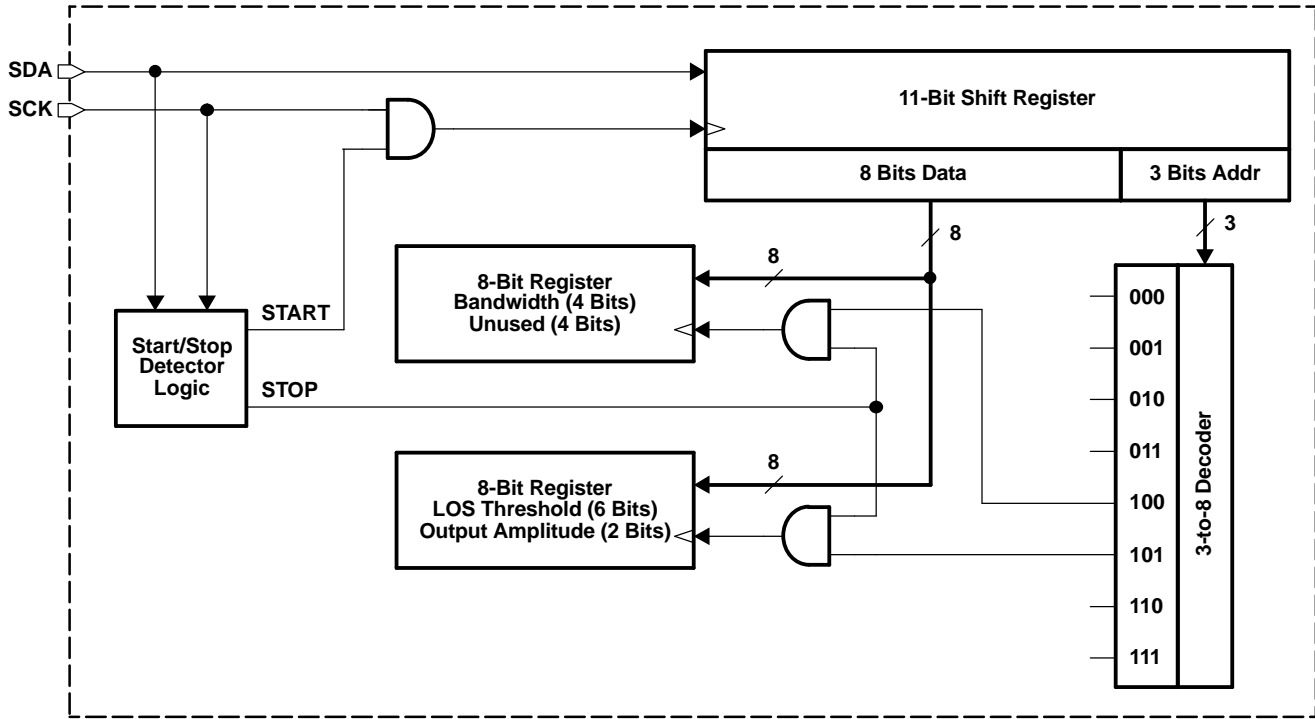 SDA
SCK
11-Bit Shift Register
8 Bits Data
3 Bits Addr
8
3
8
8-Bit Register
Bandwidth (4 Bits)
Unused (4 Bits)
START
Start/Stop
Detector
Logic
STOP
8
8-Bit Register
LOS Threshold (6 Bits)
Output Amplitude (2 Bits)
000
001
010
011
100
101
110
111
3-to-8 Decoder